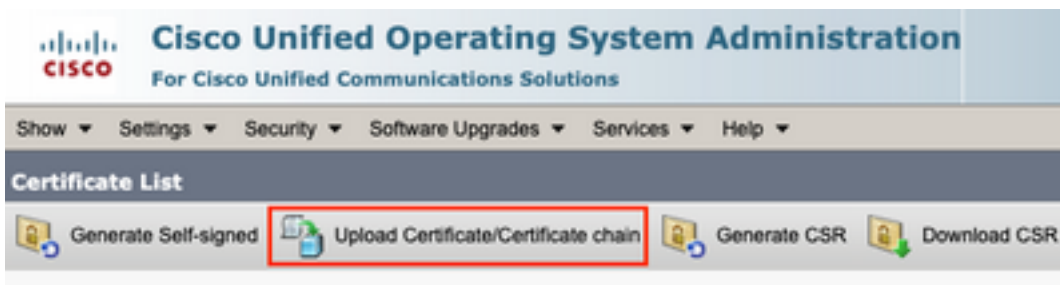 CISCO
Cisco Unified Operating System Administration
For Cisco Unified Communications Solutions
Show Settings Security Software Upgrades Services Help
Certificate List
Generate Self-signed Upload Certificate/Certificate chain Generate CSR Download CSR